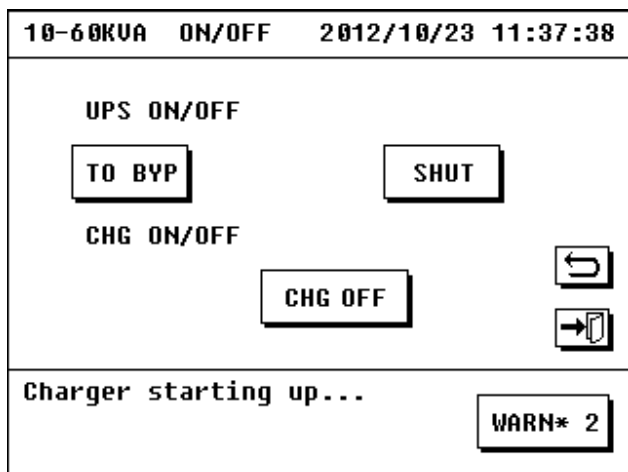 10-60KVA ON/OFF 2012/10/23 11:37:38
UPS ON/OFF
TO BYP SHUT
CHG ON/OFF
CHG OFF
Charger starting up...
WARN* 2